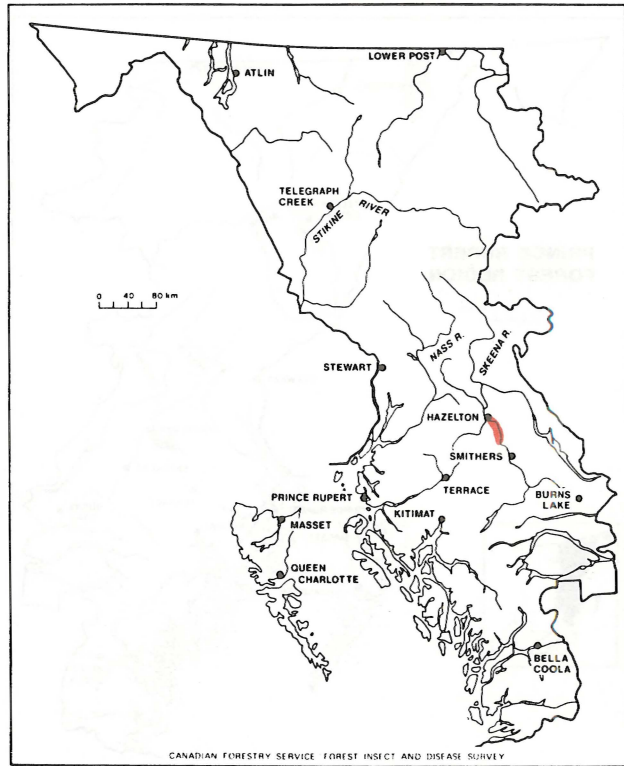 LOWER POST
ATLIN
TELEGRAPH
CREEK
STIKINE RIVER
0 40 80 km
NASS R.
SKEENA R.
STEWART
HAZELTON
SMITHERS
TERRACE
BURNS
LAKE
PRINCE RUPERT
KITIMAT
MASSET
QUEEN
CHARLOTTE
BELLA
COOLA
CANADIAN FORESTRY SERVICE FOREST INSECT AND DISEASE SURVEY